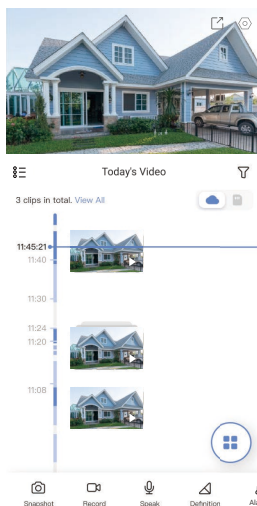 Today's Video
3 clips in total. View All
11:45:21
11:40
11:30
11:24
11:20
11:08
Snapshot
Record
Speak
Definition